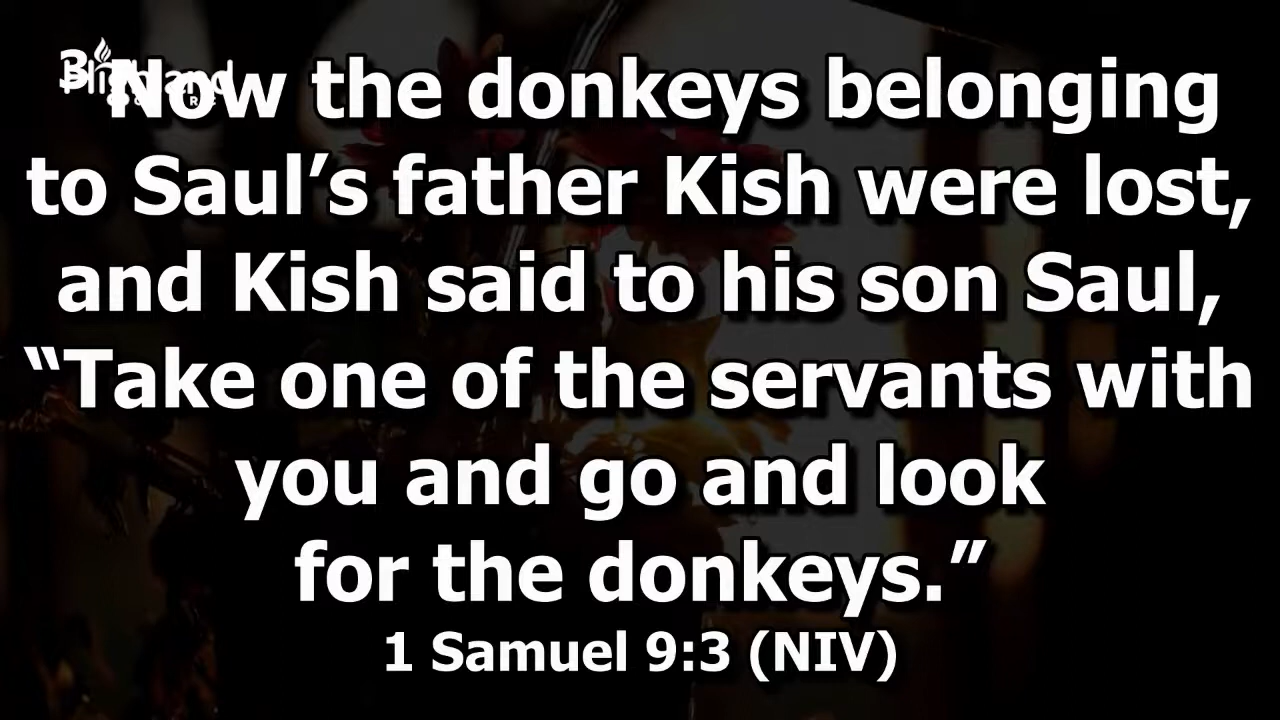 3 Now the donkeys belonging
to Saul’s father Kish were lost,
and Kish said to his son Saul,
“Take one of the servants with
you and go and look
for the donkeys.”
1 Samuel 9:3 (NIV)